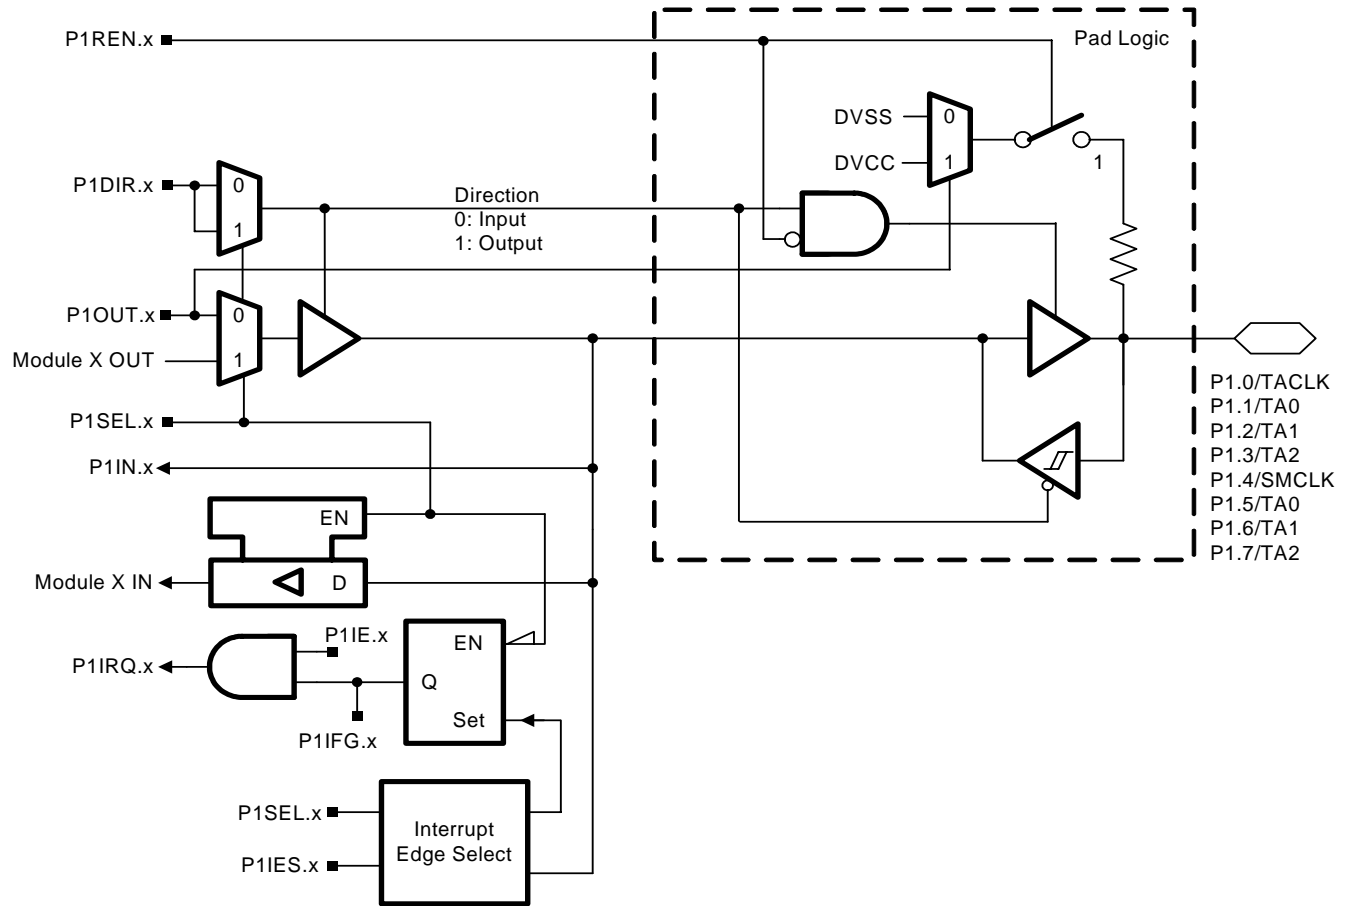 P1REN.x
Pad Logic
DVSS
0
DVCC
1
1
P1DIR.x
0
1
Direction
0: Input
1: Output
P1OUT.x
0
Module X OUT
1
P1SEL.x
P1IN.x
P1.0/TACLK
P1.1/TA0
P1.2/TA1
P1.3/TA2
P1.4/SMCLK
P1.5/TA0
P1.6/TA1
P1.7/TA2
EN
Module X IN
D
P1IE.x
EN
P1IRQ.x
Q
Set
P1IFG.x
P1SEL.x
Interrupt
Edge Select
P1IES.x